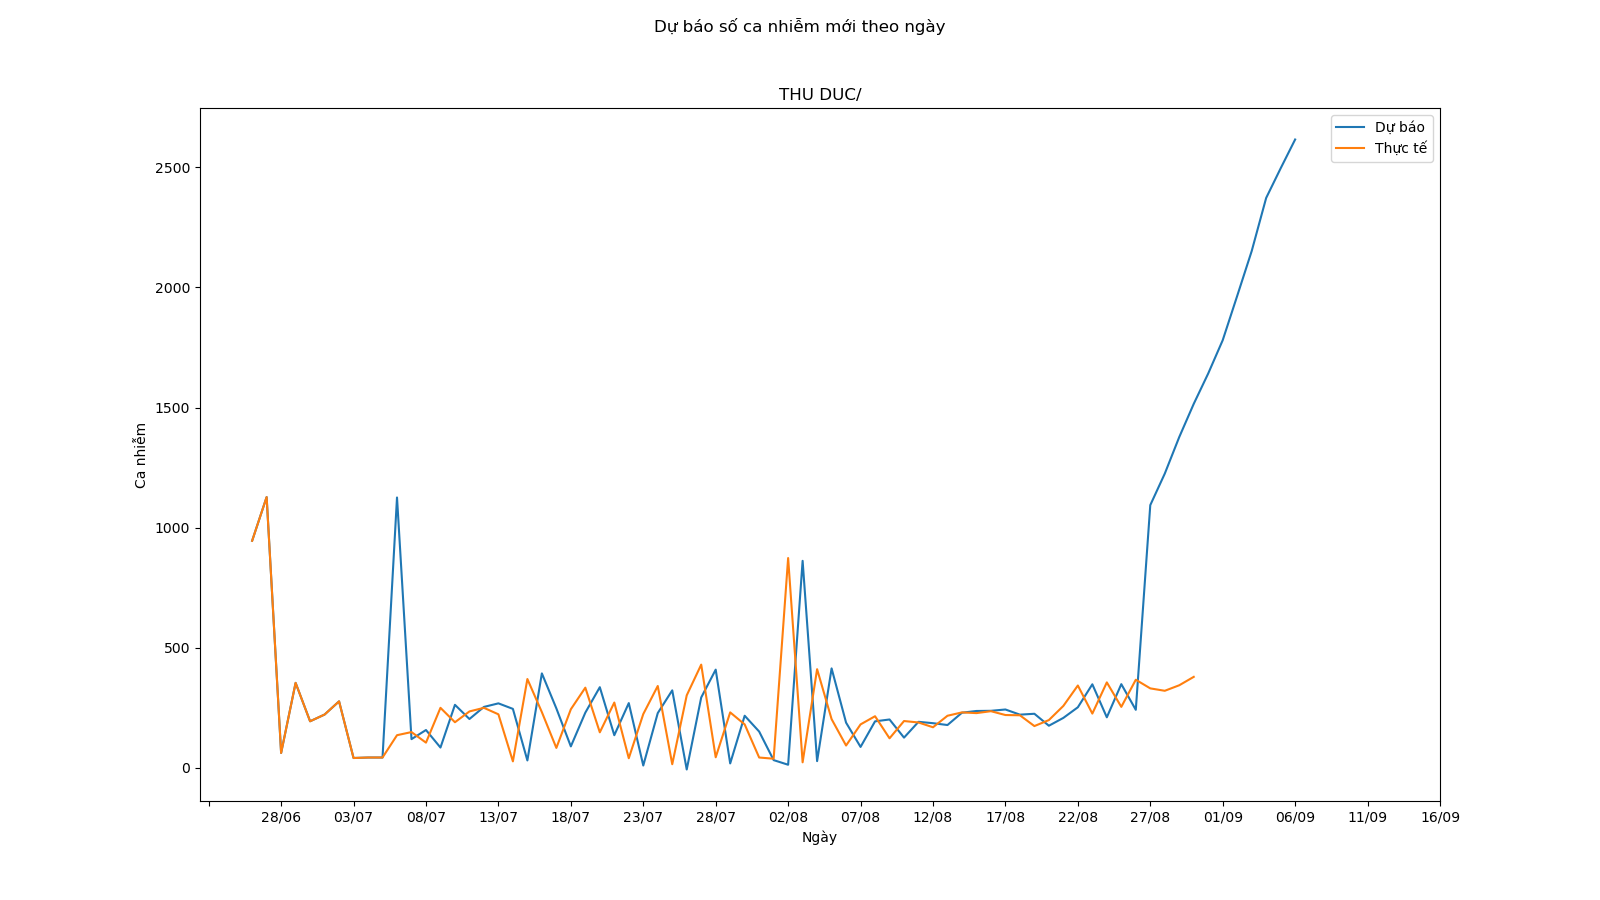 Dự báo số ca nhiễm mới theo ngày
THU DUC/
Dự báo
Thực tế
2500
2000
1500
1000
500
0
Ca nhiễm
28/06 03/07 08/07 13/07 18/07 23/07 28/07 02/08 07/08 12/08 17/08 22/08 27/08 01/09 06/09 11/09 16/09
Ngày